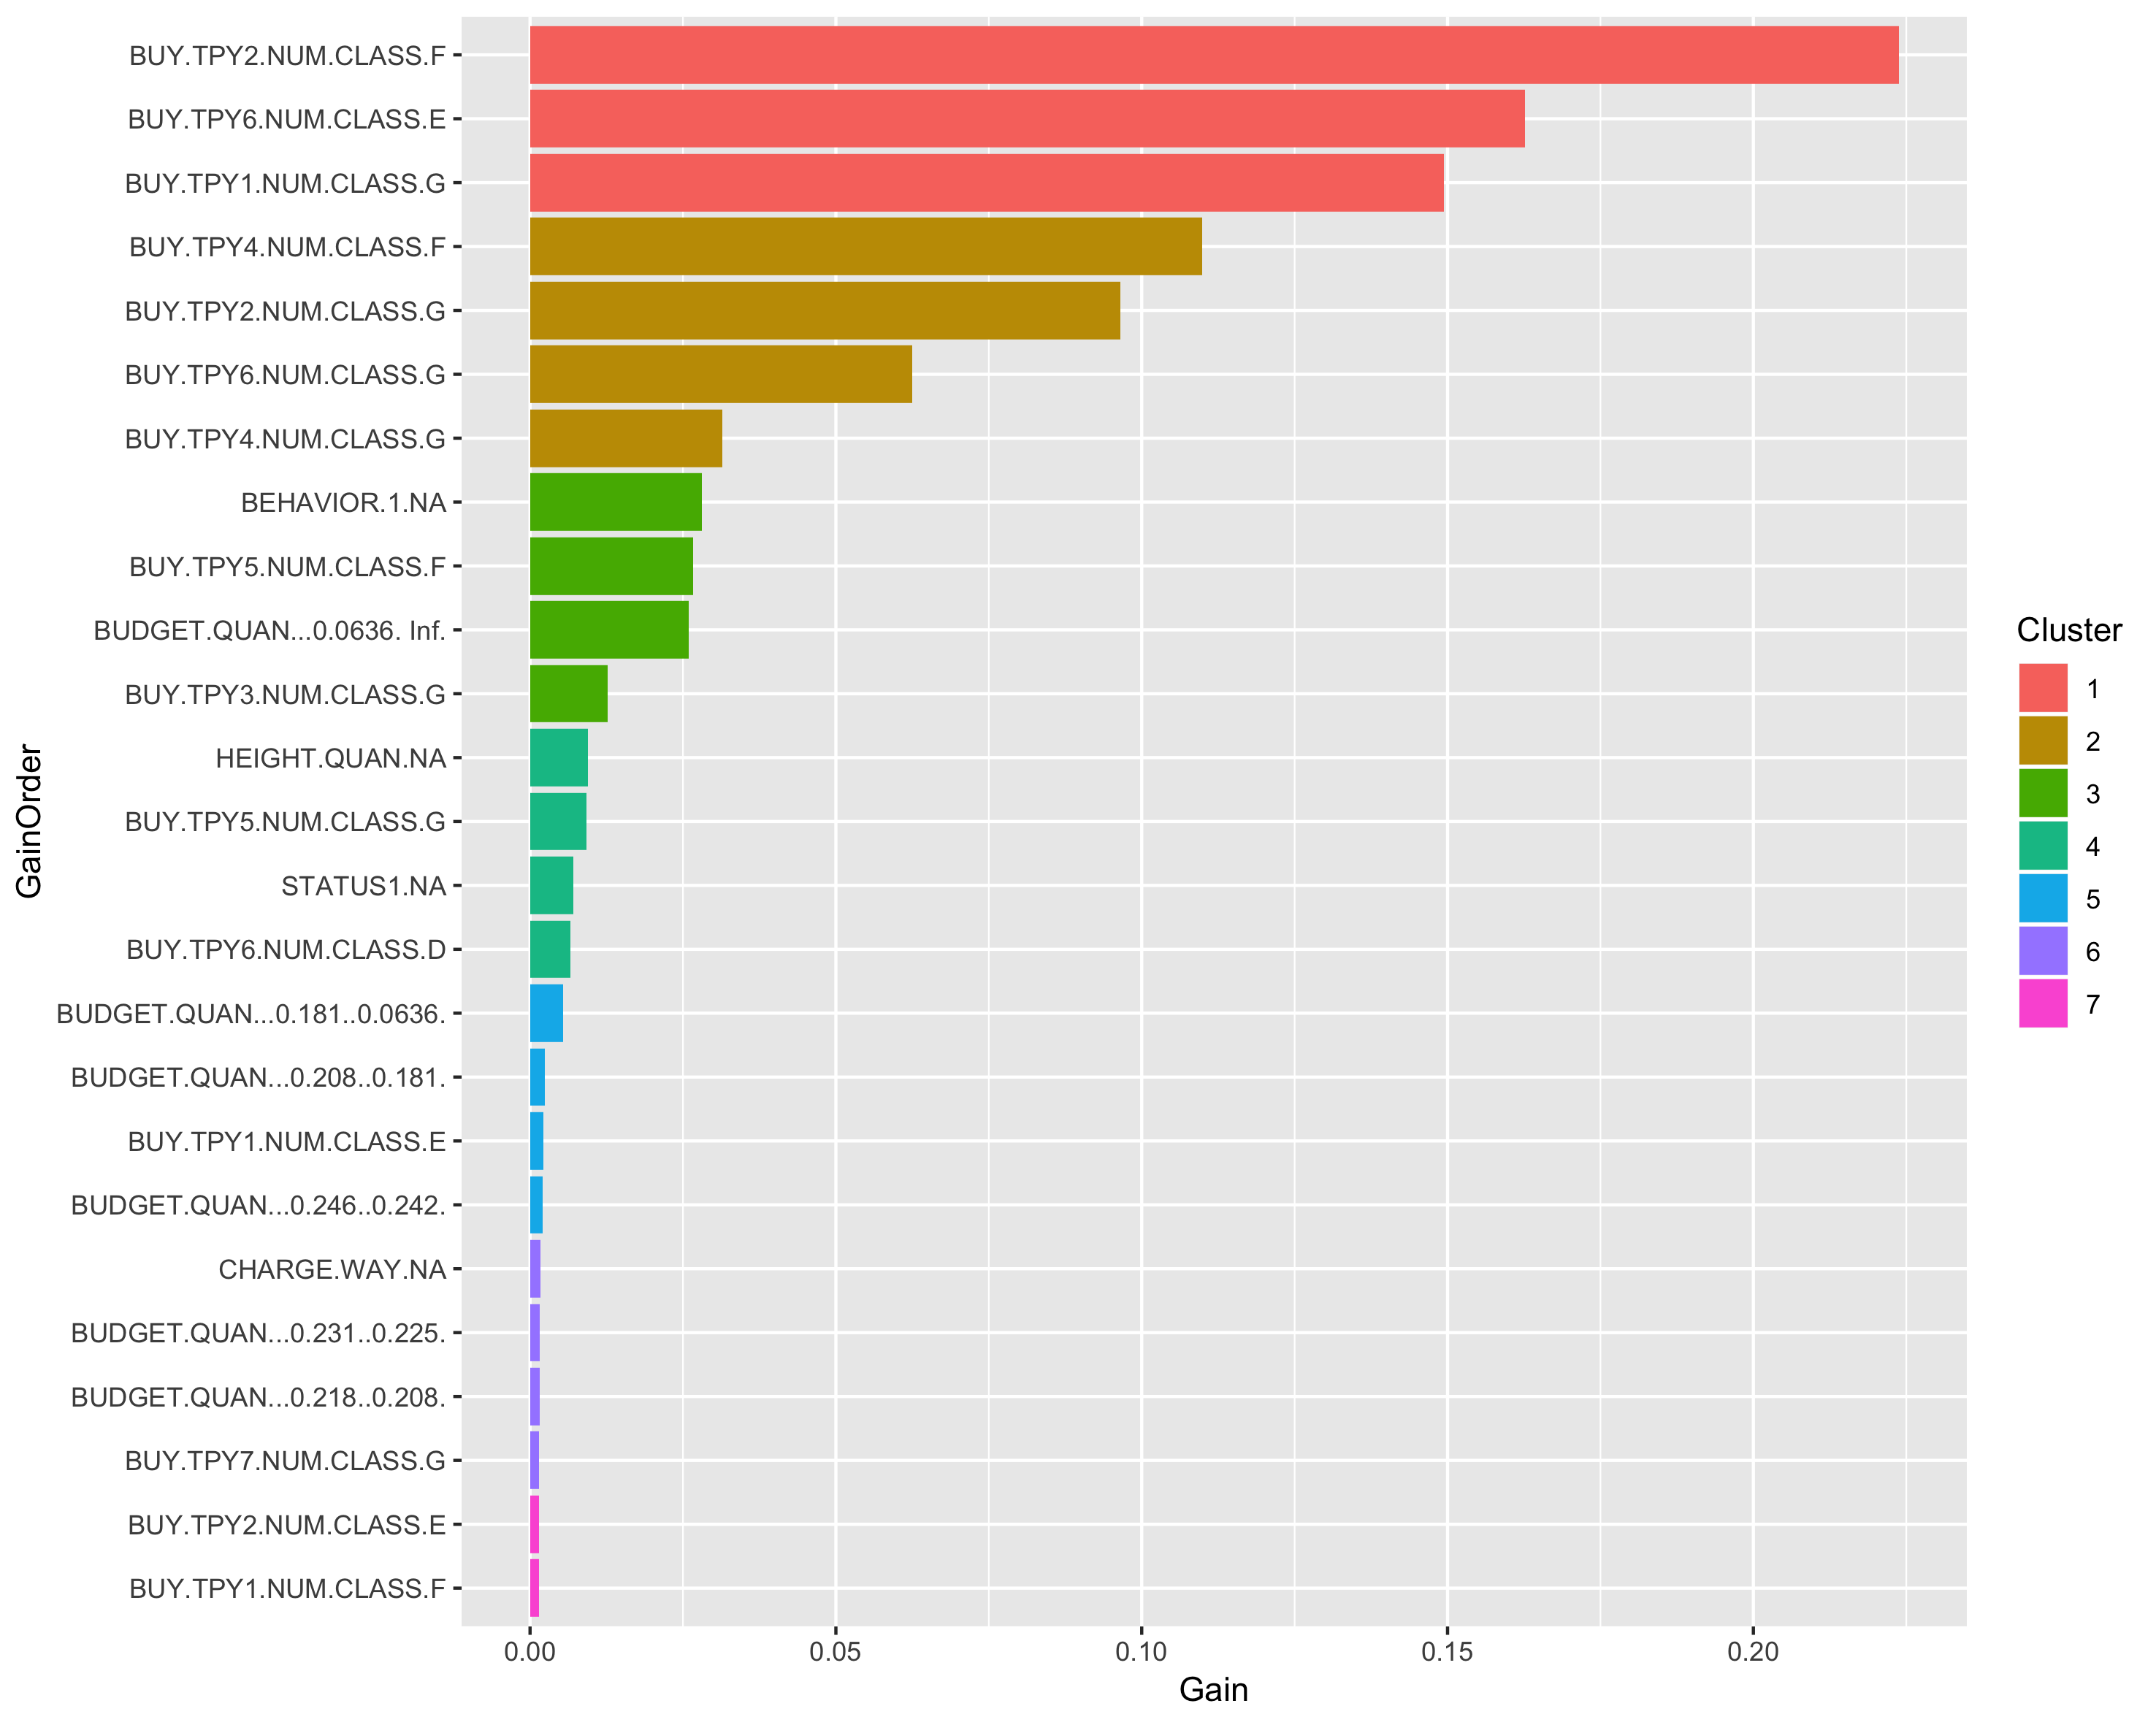 BUY.TPY2.NUM.CLASS.F
BUY.TPY6.NUM.CLASS.E
BUY.TPY1.NUM.CLASS.G
BUY.TPY4.NUM.CLASS.F
BUY.TPY2.NUM.CLASS.G
BUY.TPY6.NUM.CLASS.G
BUY.TPY4.NUM.CLASS.G
BEHAVIOR.1.NA
BUY.TPY5.NUM.CLASS.F
BUDGET.QUAN...0.0636. Inf.
BUY.TPY3.NUM.CLASS.G
HEIGHT.QUAN.NA
BUY.TPY5.NUM.CLASS.G
STATUS1.NA
BUY.TPY6.NUM.CLASS.D
BUDGET.QUAN...0.181..0.0636.
BUDGET.QUAN...0.208..0.181.
BUY.TPY1.NUM.CLASS.E
BUDGET.QUAN...0.246..0.242.
CHARGE.WAY.NA
BUDGET.QUAN...0.231..0.225.
BUDGET.QUAN...0.218..0.208.
BUY.TPY7.NUM.CLASS.G
BUY.TPY2.NUM.CLASS.E
BUY.TPY1.NUM.CLASS.F
GainOrder
0.00 0.05 0.10 0.15 0.20
Gain
Cluster
1
2
3
4
5
6
7